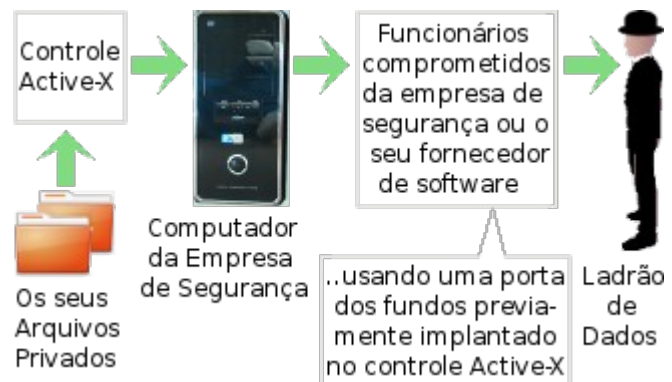 Controle
Active-X
Funcionários
comprometidos
da empresa de
segurança ou o
seu fornecedor
de software
Computador
da Empresa
de Segurança
Os seus
Arquivos
Privados
..usando uma porta
dos fundos previa-
mente implantado
no controle Active-X
Ladrão
de
Dados